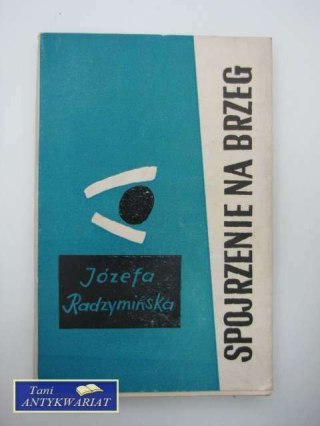 Józefa
Radzymińska
SPOJRZENIE NA BRZEG
Tani
ANTYKWARIAT